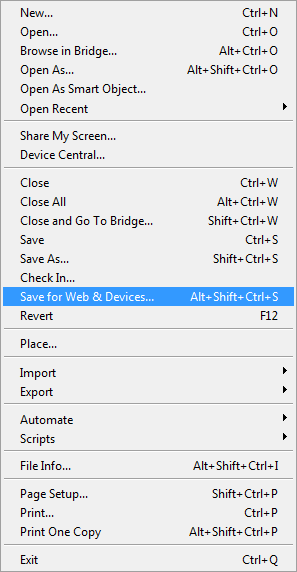 New... Ctrl+N
Open... Ctrl+O
Browse in Bridge... Alt+Ctrl+O
Open As... Alt+Shift+Ctrl+O
Open As Smart Object...
Open Recent
Share My Screen...
Device Central...
Close Ctrl+W
Close All Alt+Ctrl+W
Close and Go To Bridge... Shift+Ctrl+W
Save Ctrl+S
Save As... Shift+Ctrl+S
Check In...
Save for Web & Devices... Alt+Shift+Ctrl+S
Revert F12
Place...
Import
Export
Automate
Scripts
File Info... Alt+Shift+Ctrl+I
Page Setup... Shift+Ctrl+P
Print... Ctrl+P
Print One Copy Alt+Shift+Ctrl+P
Exit Ctrl+Q